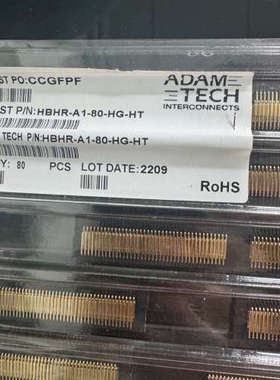 ST PO:CCGFPF
ADAM
TECH
INTERCONNECTS
ST P/N:HBHR-A1-80-HG-HT
TECH P/N:HBHR-A1-80-HG-HT
Y: 80 PCS LOT DATE:2209
RoHS